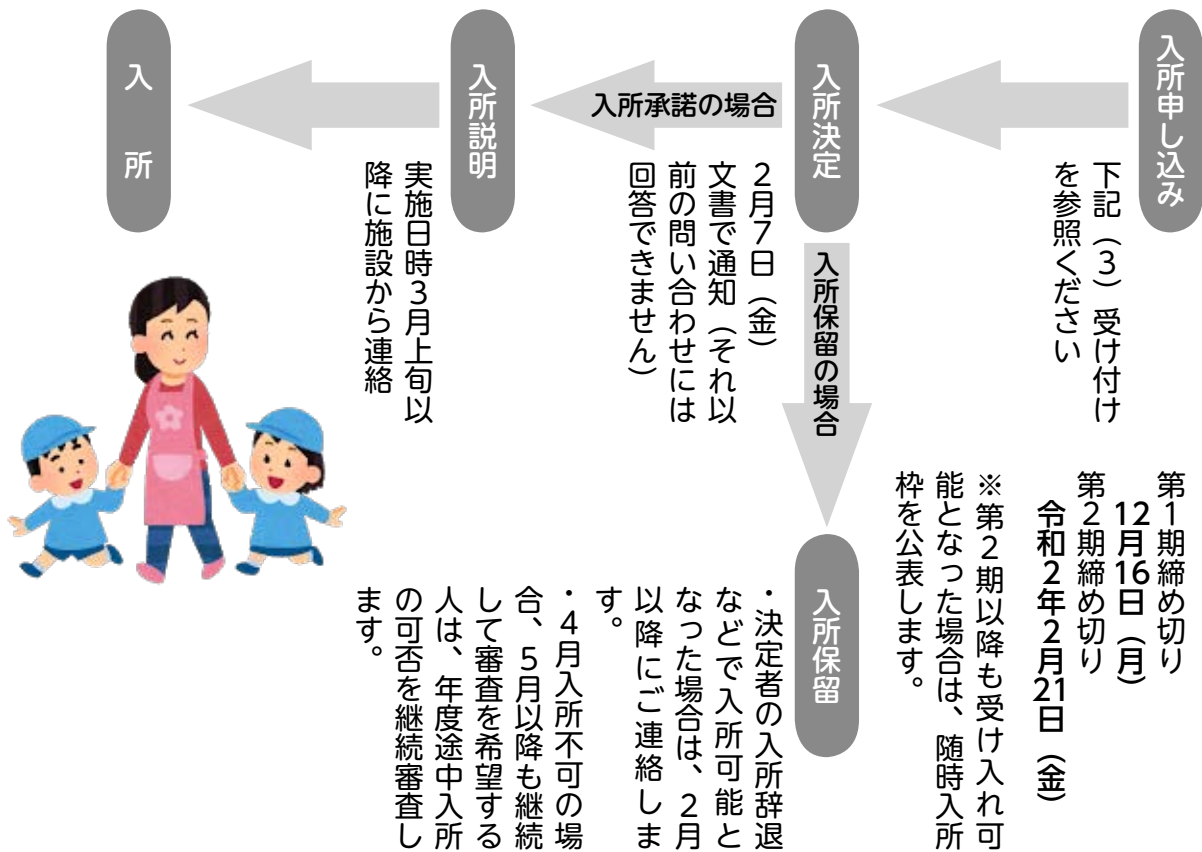 入所申し込み
下記（３）受け付け
を参照ください
第１期締め切り
12月16日（月）
第２期締め切り
令和２年２月21日（金）
※第２期以降も受け入れ可
能となった場合は、随時入所
枠を公表します。
入所決定
２月７日（金）
文書で通知（それ以
前の問い合わせには
回答できません）
入所保留の場合
入所保留
・決定者の入所辞退
などで入所可能と
なった場合は、２月
以降にご連絡しま
す。
・４月入所不可の場
合、５月以降も継続
して審査を希望する
人は、年度途中入所
の可否を継続審査し
ます。
入所承諾の場合
入所説明
実施日時３月上旬以
降に施設から連絡
入所